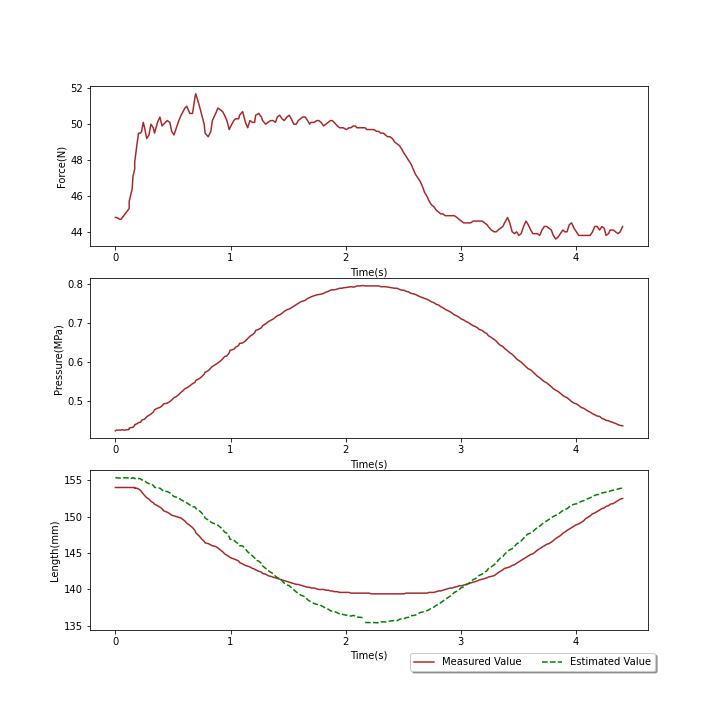 52
50
48
46
44
Force(N)
0 1 2 3 4
Time(s)
0.8
0.7
0.6
0.5
Pressure(MPa)
0 1 2 3 4
Time(s)
155
150
145
140
135
Length(mm)
0 1 2 3 4
Time(s)
Measured Value Estimated Value